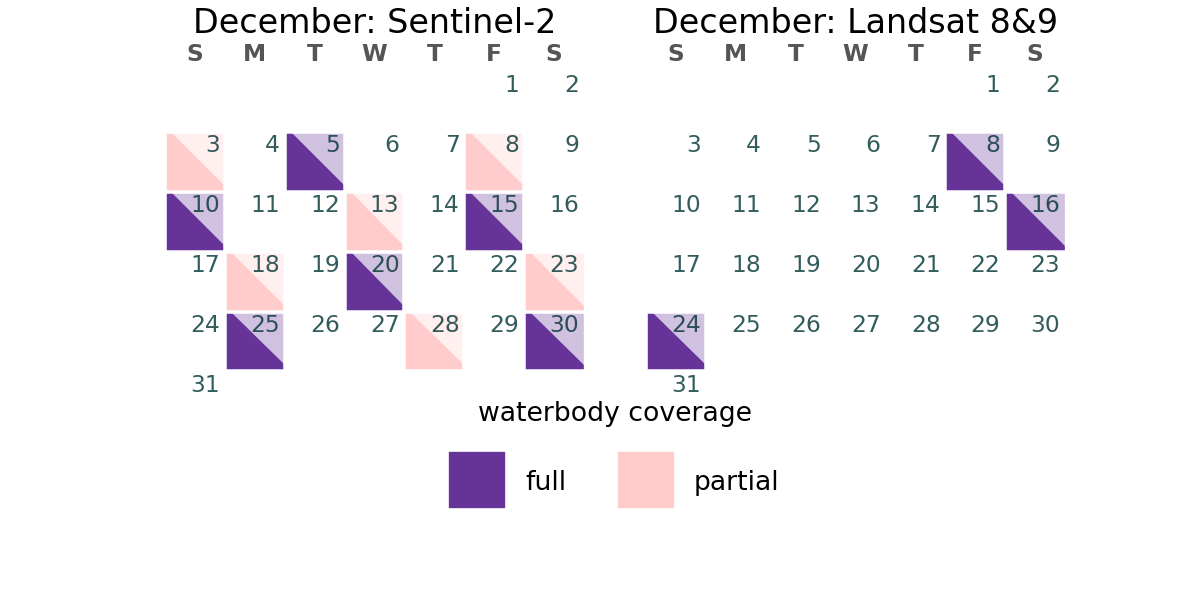 December: Sentinel-2
S M T W T F S
1 2
3 4 5 6 7 8 9
10 11 12 13 14 15 16
17 18 19 20 21 22 23
24 25 26 27 28 29 30
31
December: Landsat 8&9
S M T W T F S
1 2
3 4 5 6 7 8 9
10 11 12 13 14 15 16
17 18 19 20 21 22 23
24 25 26 27 28 29 30
31
waterbody coverage
full
partial